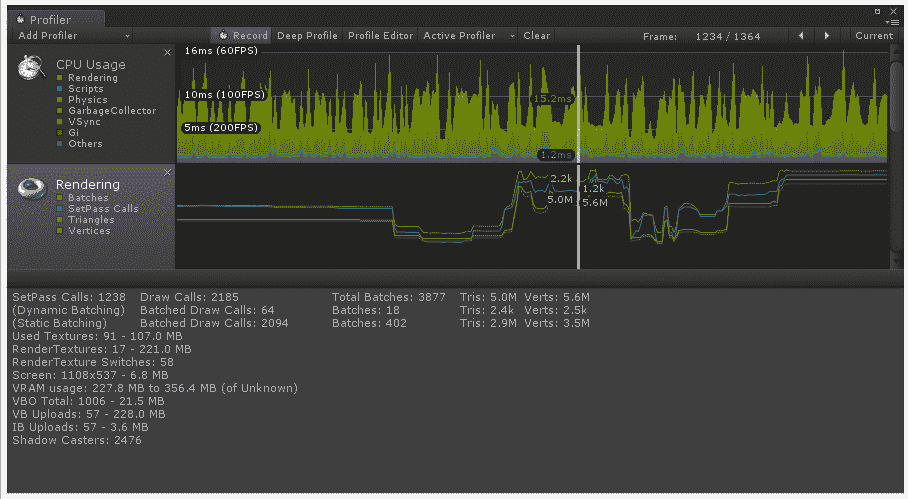 Profiler
Add Profiler Record Deep Profile Profile Editor Active Profiler Clear Frame: 1234 / 1364 Current
CPU Usage
Rendering
Scripts
Physics
GarbageCollector
VSync
Gi
Others
16ms (60FPS)
10ms (100FPS)
5ms (200FPS)
15.2ms
1.2ms
Rendering
Batches
SetPass Calls
Triangles
Vertices
2.2k
1.2k
5.0M
5.6M
SetPass Calls: 1238 Draw Calls: 2185 Total Batches: 3877 Tris: 5.0M Verts: 5.6M
(Dynamic Batching) Batched Draw Calls: 64 Batches: 18 Tris: 2.4k Verts: 2.5k
(Static Batching) Batched Draw Calls: 2094 Batches: 402 Tris: 2.9M Verts: 3.5M
Used Textures: 91 - 107.0 MB
RenderTextures: 17 - 221.0 MB
RenderTexture Switches: 58
Screen: 1108x537 - 6.8 MB
VRAM usage: 227.8 MB to 356.4 MB (of Unknown)
VBO Total: 1006 - 21.5 MB
VB Uploads: 57 - 228.0 MB
IB Uploads: 57 - 3.6 MB
Shadow Casters: 2476